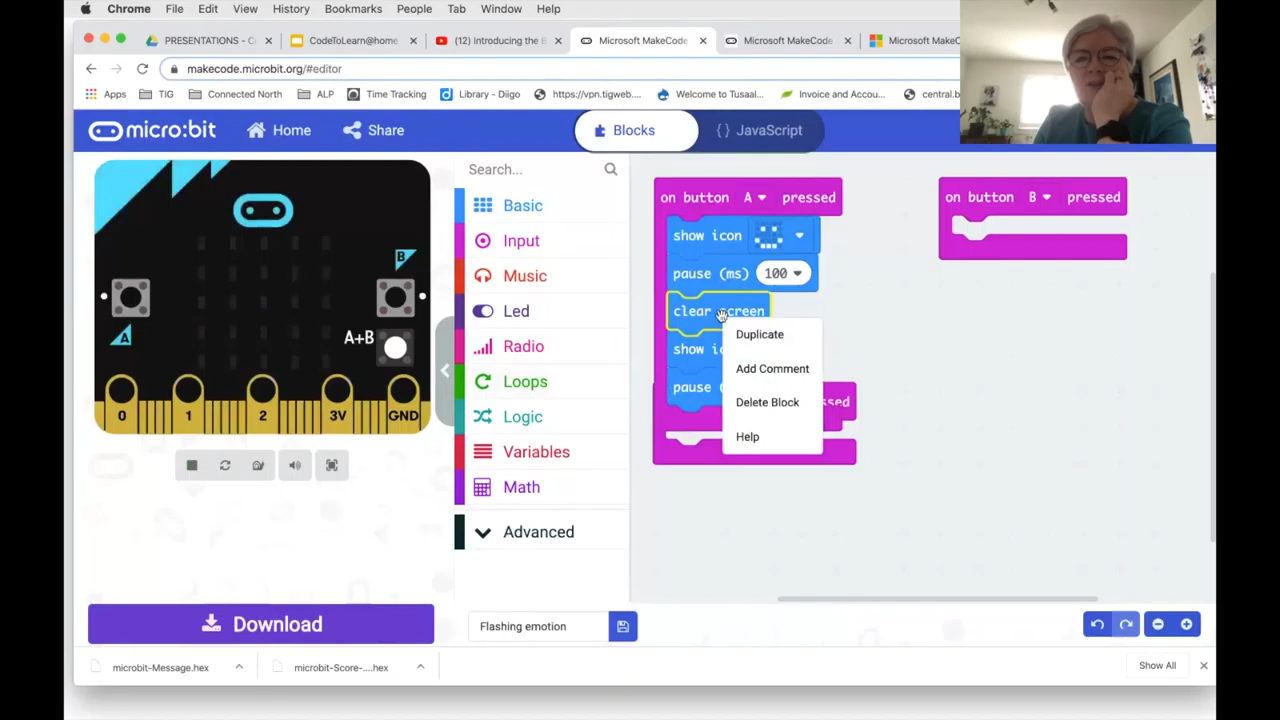 Chrome File Edit View History Bookmarks People Tab Window Help
PRESENTATIONS - C CodeToLearn@home (12) Introducing the E Microsoft MakeCode Microsoft MakeCode Microsoft MakeC
makecode.microbit.org/#editor
Apps TIG Connected North ALP Time Tracking Library - Diigo https://vpn.tigweb.... Welcome to Tusaal... Invoice and Accou... central.b
micro:bit Home Share Blocks {} JavaScript
Search...
Basic
Input
Music
Led
Radio
Loops
Logic
Variables
Math
Advanced
B
A
A+B
0 1 2 3V GND
on button A pressed
show icon
pause (ms) 100
clear screen
show ic
pause (
ssed
Duplicate
Add Comment
Delete Block
Help
on button B pressed
Download
Flashing emotion
microbit-Message.hex microbit-Score-....hex Show All